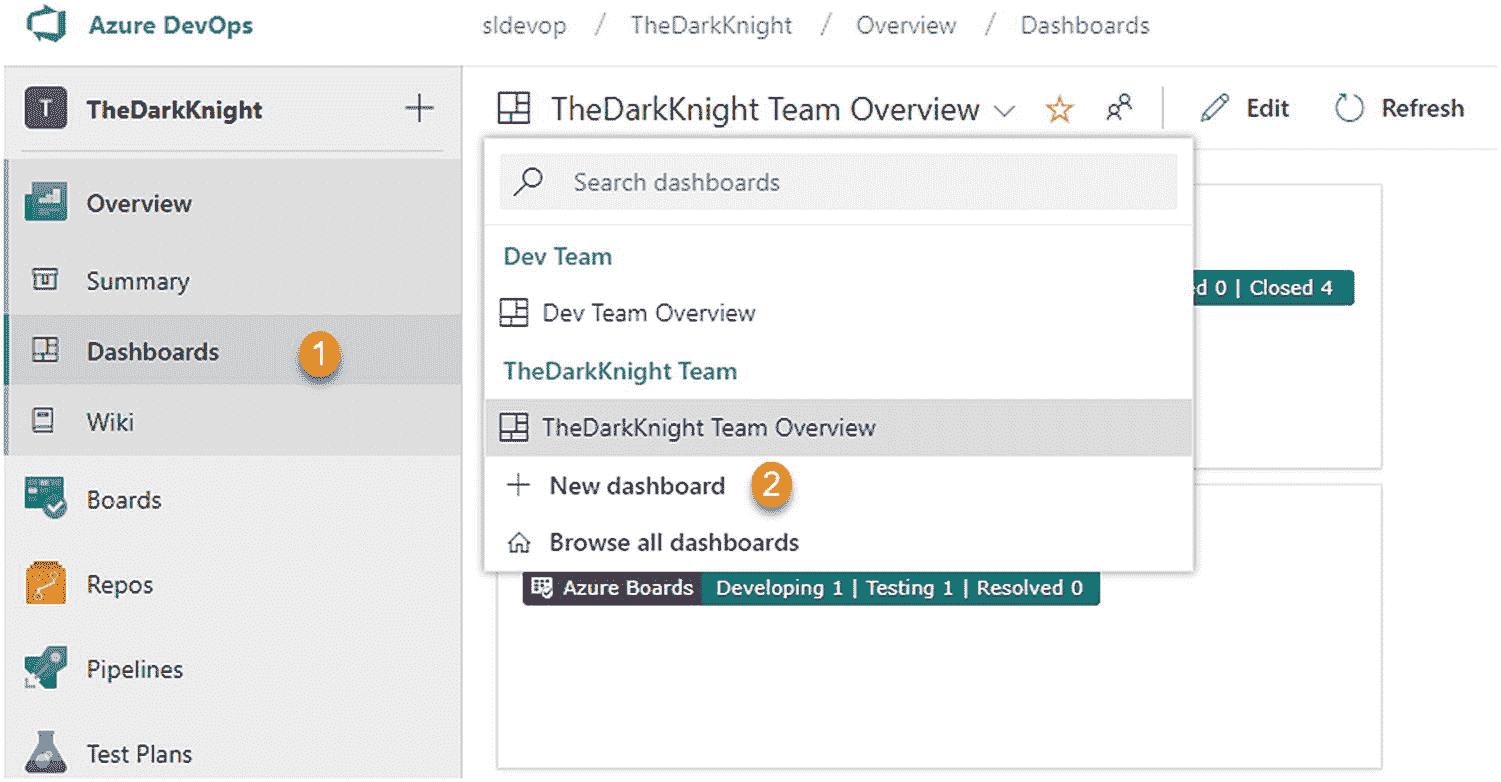 Azure DevOps
sldevop / TheDarkKnight / Overview / Dashboards
T TheDarkKnight +
TheDarkKnight Team Overview
Edit
Refresh
Search dashboards
Overview
Summary
Dashboards 1
Wiki
Boards
Repos
Pipelines
Test Plans
Dev Team
Dev Team Overview
TheDarkKnight Team
TheDarkKnight Team Overview
+ New dashboard 2
Browse all dashboards
0 | Closed 4
Azure Boards Developing 1 | Testing 1 | Resolved 0